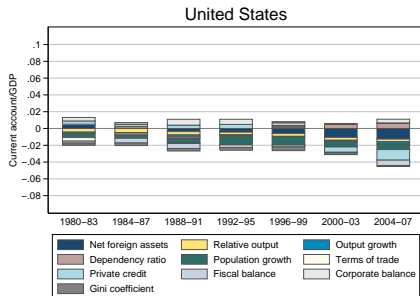 United States
Current account/GDP
.1
.08
.06
.04
.02
0
−.02
−.04
−.06
−.08
1980–83 1984–87 1988–91 1992–95 1996–99 2000–03 2004–07
Net foreign assets Relative output Output growth
Dependency ratio Population growth Terms of trade
Private credit Fiscal balance Corporate balance
Gini coefficient